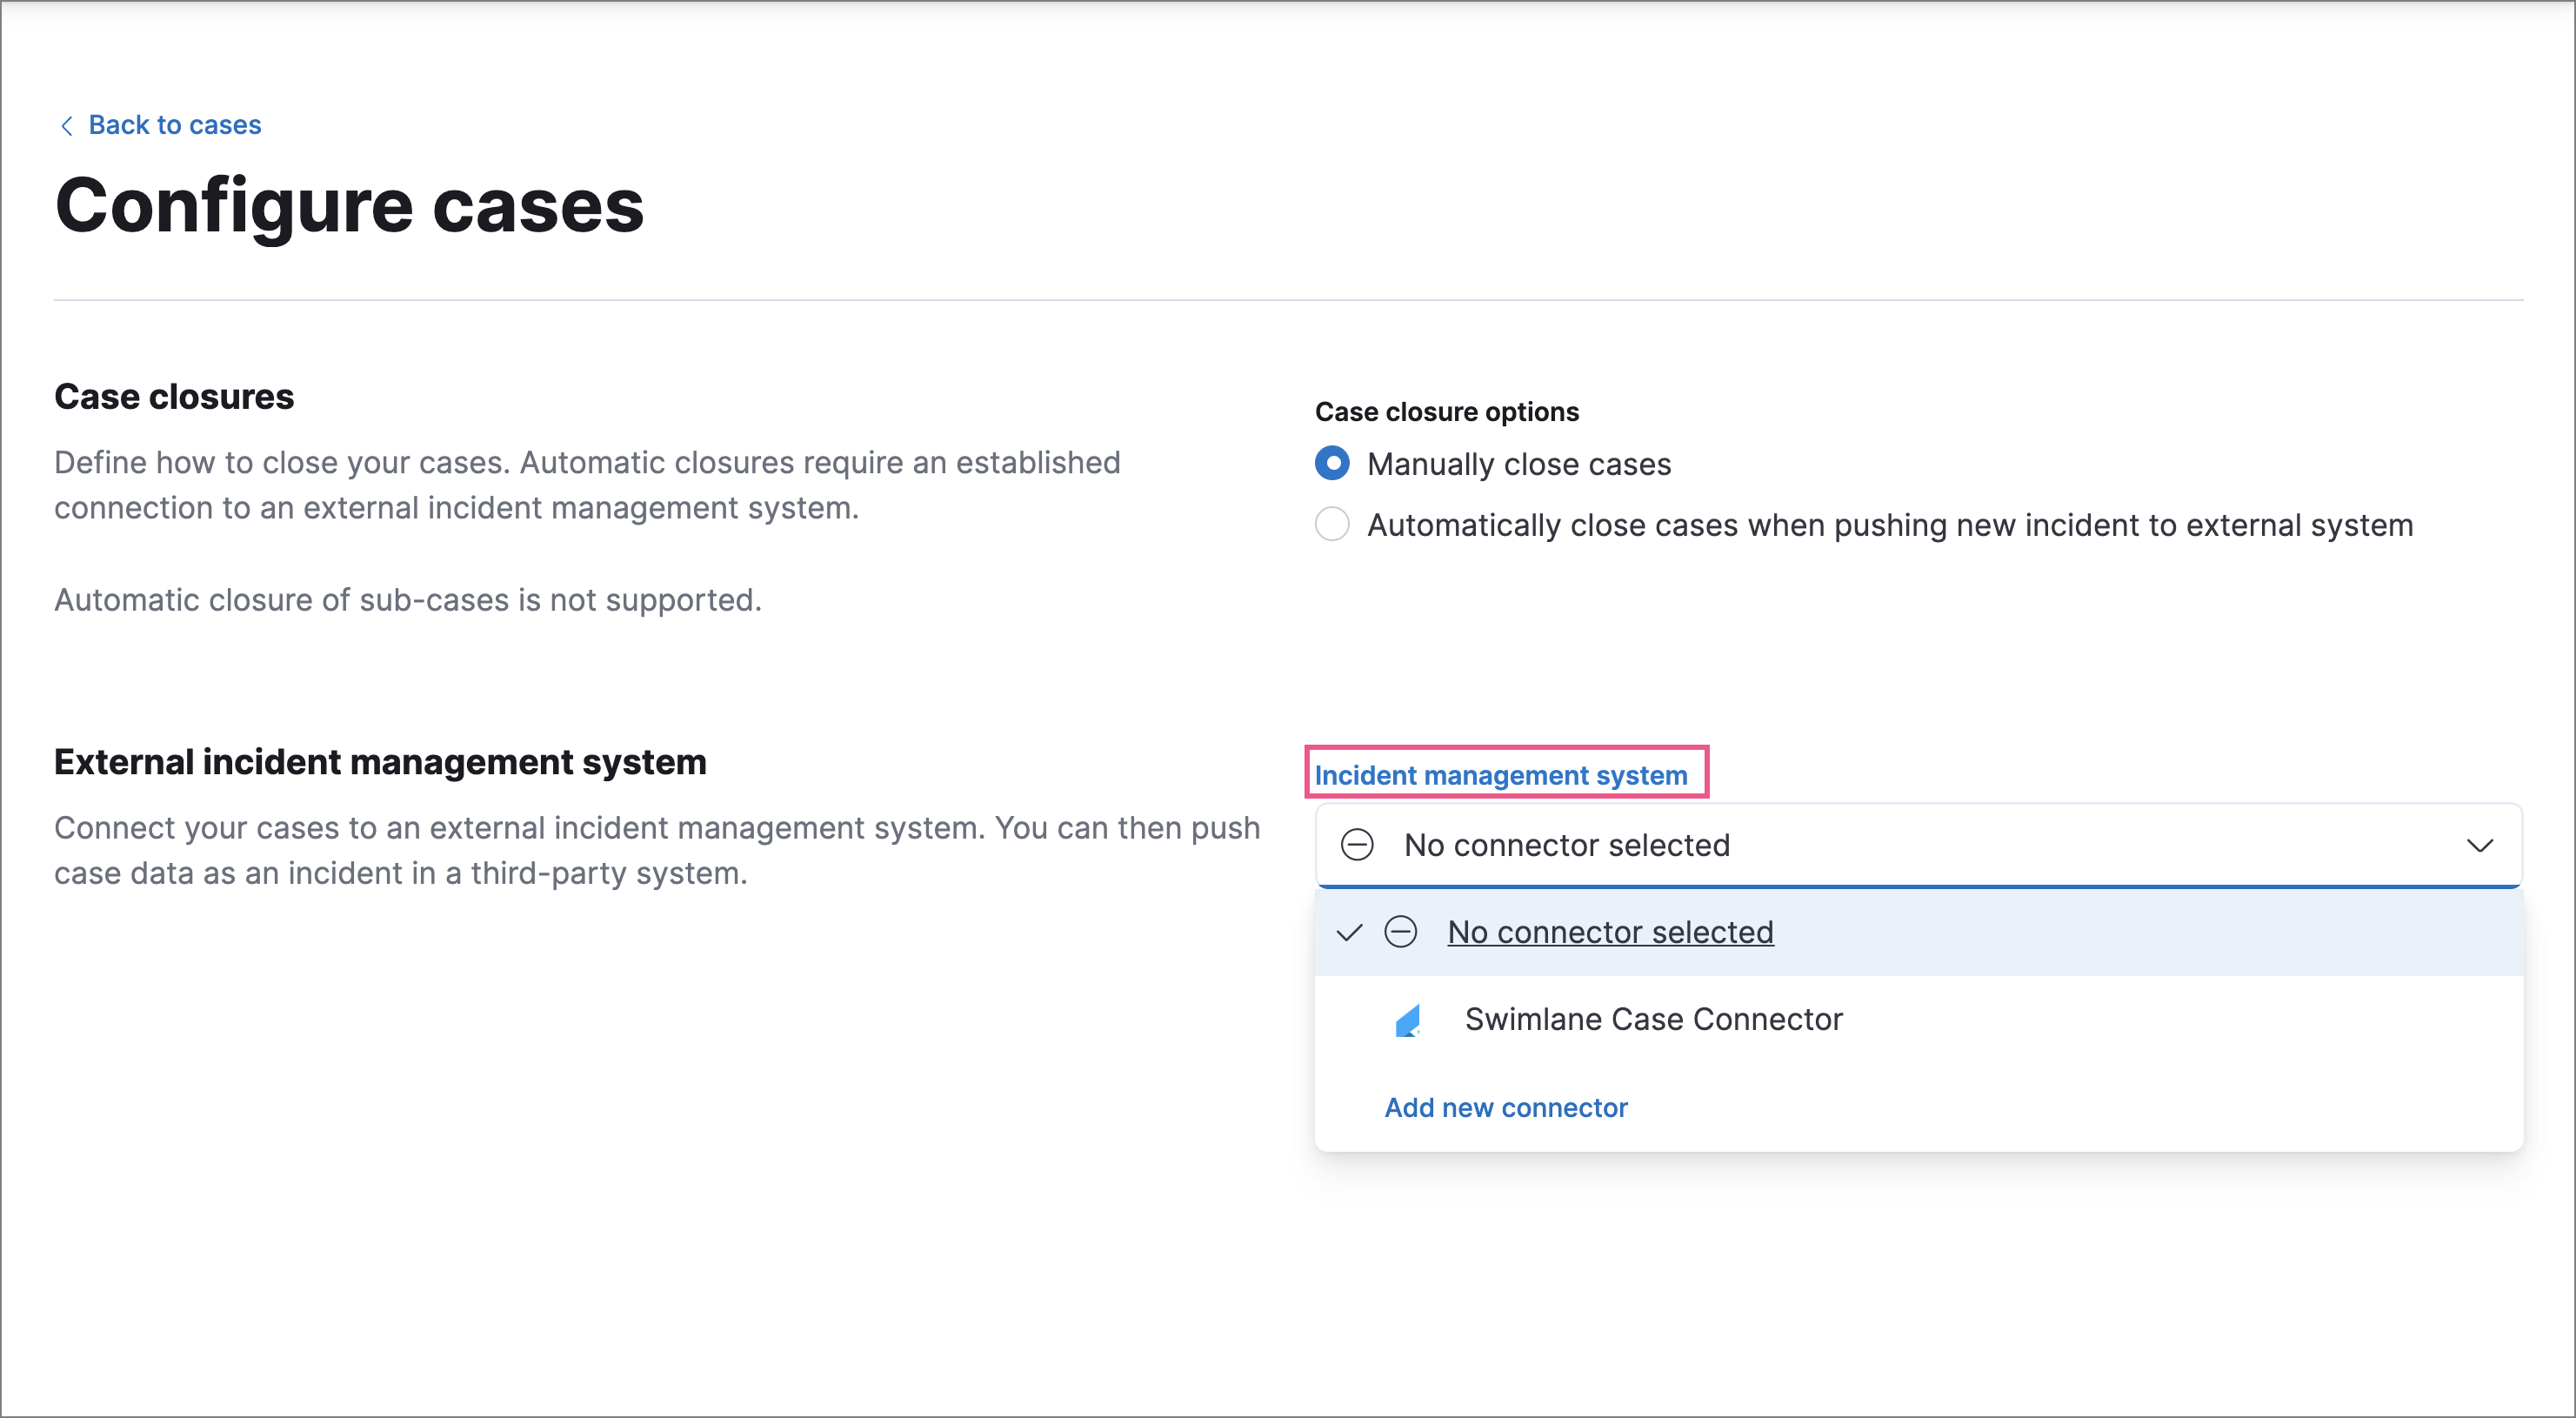 Back to cases
Configure cases
Case closures
Define how to close your cases. Automatic closures require an established
connection to an external incident management system.
Automatic closure of sub-cases is not supported.
Case closure options
Manually close cases
Automatically close cases when pushing new incident to external system
External incident management system
Connect your cases to an external incident management system. You can then push
case data as an incident in a third-party system.
Incident management system
No connector selected
No connector selected
Swimlane Case Connector
Add new connector